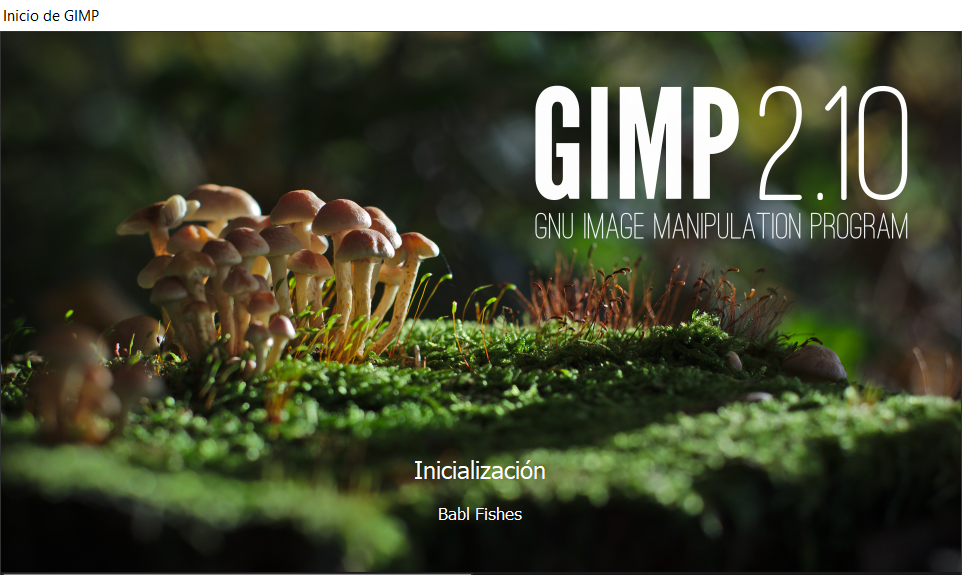 Inicio de GIMP
GIMP 2.10
GNU IMAGE MANIPULATION PROGRAM
Inicialización
Babl Fishes